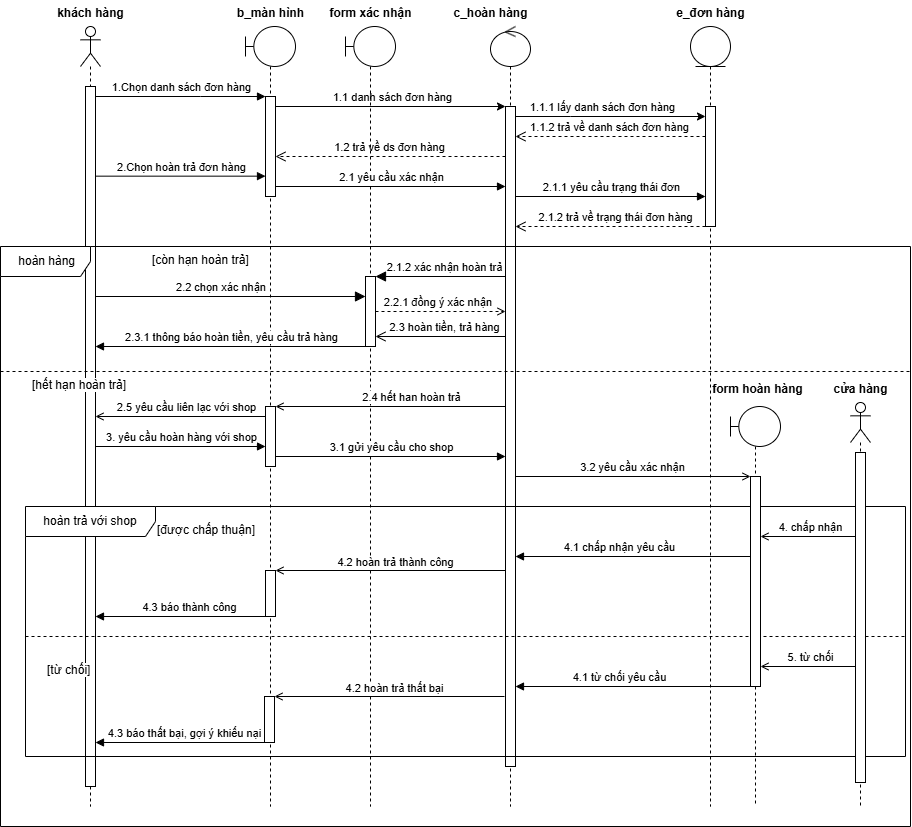 khách hàng
b_màn hình
form xác nhận
c_hoàn hàng
e_đơn hàng
1.Chọn danh sách đơn hàng
1.1 danh sách đơn hàng
1.1.1 lấy danh sách đơn hàng
1.1.2 trả về danh sách đơn hàng
1.2 trả về ds đơn hàng
2.Chọn hoàn trả đơn hàng
2.1 yêu cầu xác nhận
2.1.1 yêu cầu trạng thái đơn
2.1.2 trả về trạng thái đơn hàng
hoàn hàng
[còn hạn hoàn trả]
2.1.2 xác nhận hoàn trả
2.2 chọn xác nhận
2.2.1 đồng ý xác nhận
2.3 hoàn tiền, trả hàng
2.3.1 thông báo hoàn tiền, yêu cầu trả hàng
[hết hạn hoàn trả]
form hoàn hàng
cửa hàng
2.4 hết han hoàn trả
2.5 yêu cầu liên lạc với shop
3. yêu cầu hoàn hàng với shop
3.1 gửi yêu cầu cho shop
3.2 yêu cầu xác nhận
hoàn trả với shop
[được chấp thuận]
4. chấp nhận
4.1 chấp nhận yêu cầu
4.2 hoàn trả thành công
4.3 báo thành công
[từ chối]
5. từ chối
4.1 từ chối yêu cầu
4.2 hoàn trả thất bại
4.3 báo thất bại, gợi ý khiếu nại